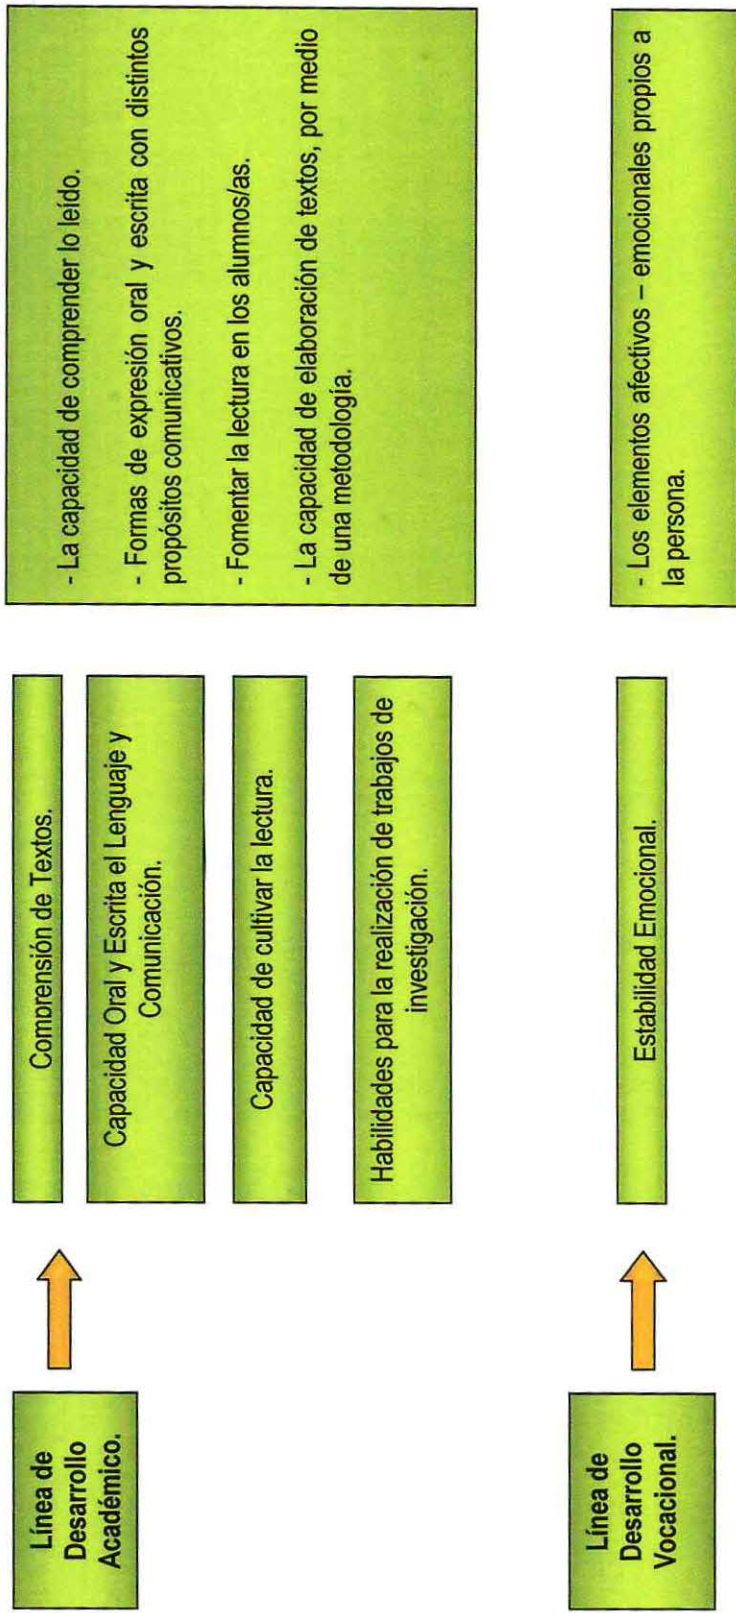 Línea de
Desarrollo
Académico.
Comprensión de Textos.
Capacidad Oral y Escrita el Lenguaje y
Comunicación.
Capacidad de cultivar la lectura.
Habilidades para la realización de trabajos de
investigación.
- La capacidad de comprender lo leído.
- Formas de expresión oral y escrita con distintos
propósitos comunicativos.
- Fomentar la lectura en los alumnos/as.
- La capacidad de elaboración de textos, por medio
de una metodología.
Línea de
Desarrollo
Vocacional.
Estabilidad Emocional.
- Los elementos afectivos – emocionales propios a
la persona.